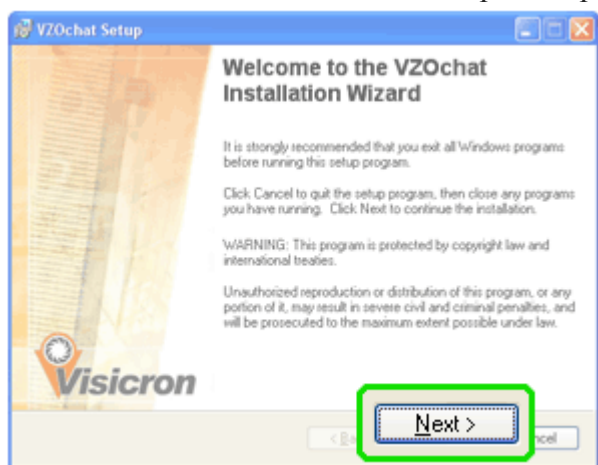 VZOchat Setup
Welcome to the VZOchat
Installation Wizard
It is strongly recommended that you exit all Windows programs
before running this setup program.
Click Cancel to quit the setup program, then close any programs
you have running. Click Next to continue the installation.
WARNING: This program is protected by copyright law and
international treaties.
Unauthorized reproduction or distribution of this program, or any
portion of it, may result in severe civil and criminal penalties, and
will be prosecuted to the maximum extent possible under law.
Visicron
< Ba Next > ncel